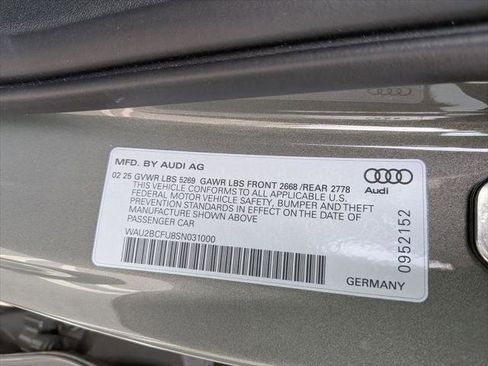 MFD. BY AUDI AG
02 25 GVWR LBS 5269 GAWR LBS FRONT 2668 /REAR 2778
THIS VEHICLE CONFORMS TO ALL APPLICABLE U.S.
FEDERAL MOTOR VEHICLE SAFETY, BUMPER AND THEFT
PREVENTION STANDARDS IN EFFECT ON THE DATE OF
MANUFACTURE SHOWN ABOVE
PASSENGER CAR
WAU2BCFU8SN031000
Audi
0952152
GERMANY